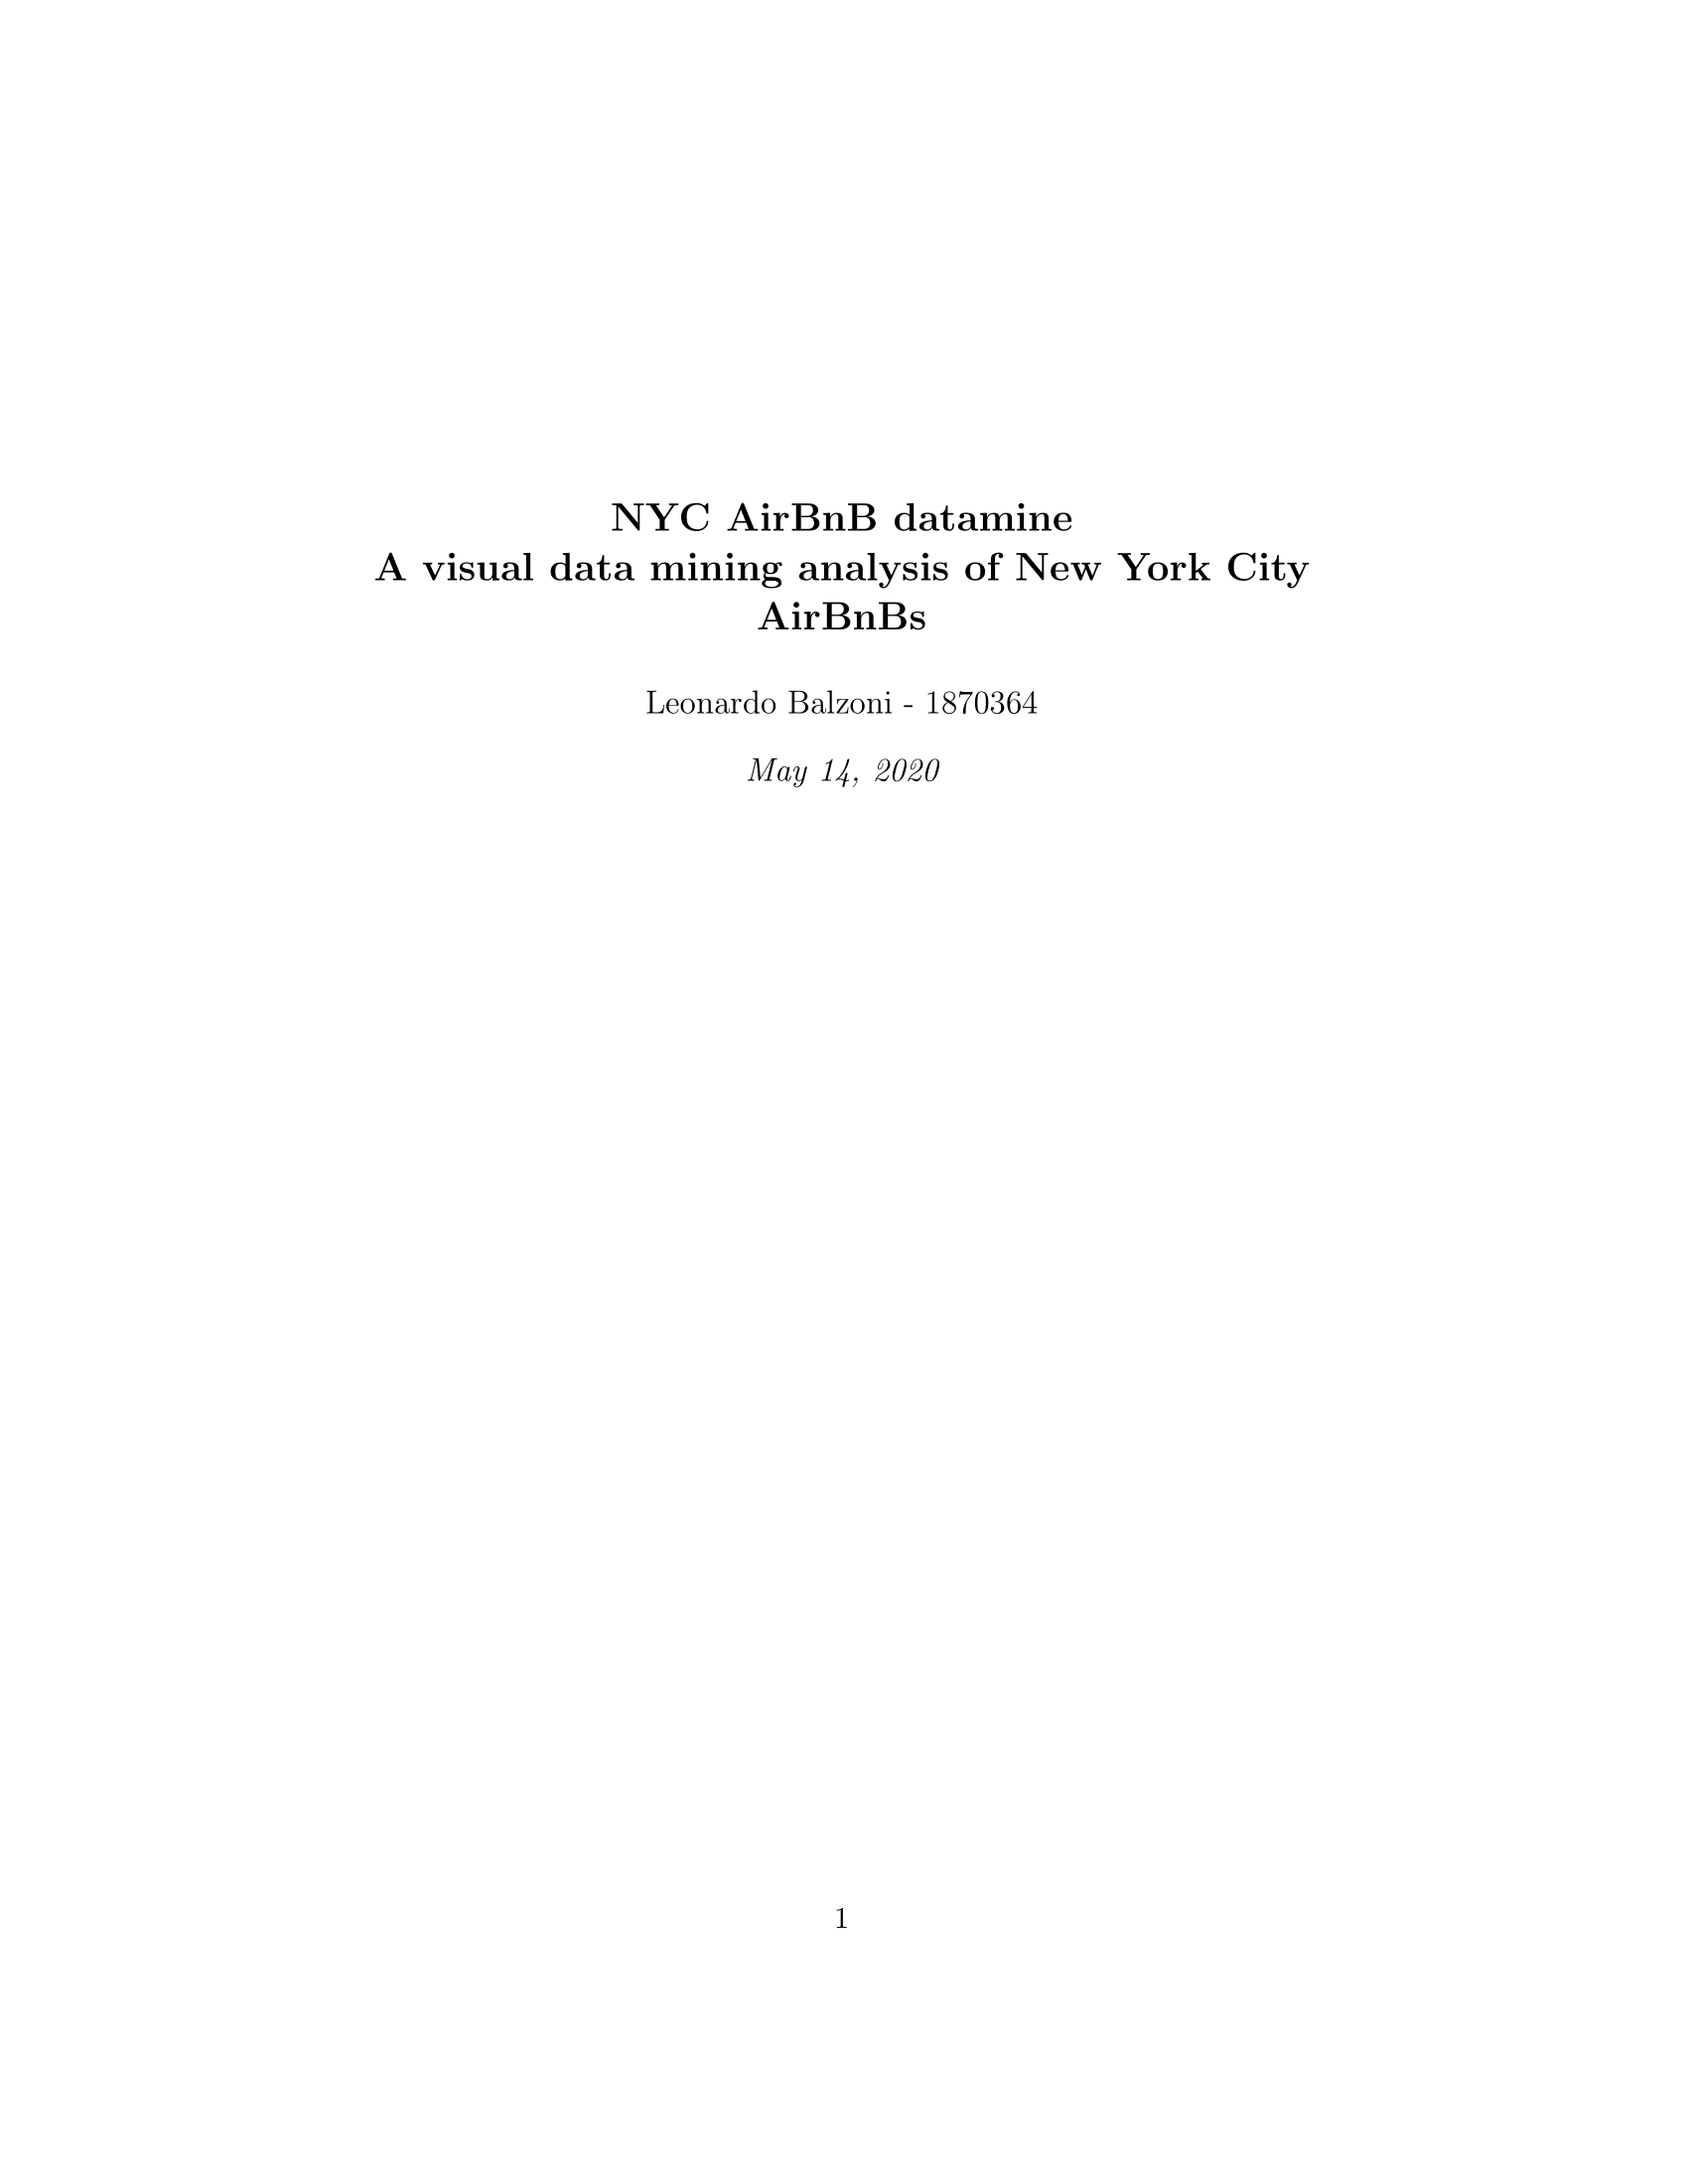 NYC AirBnB datamine
A visual data mining analysis of New York City
AirBnBs
Leonardo Balzoni - 1870364
May 14, 2020
1